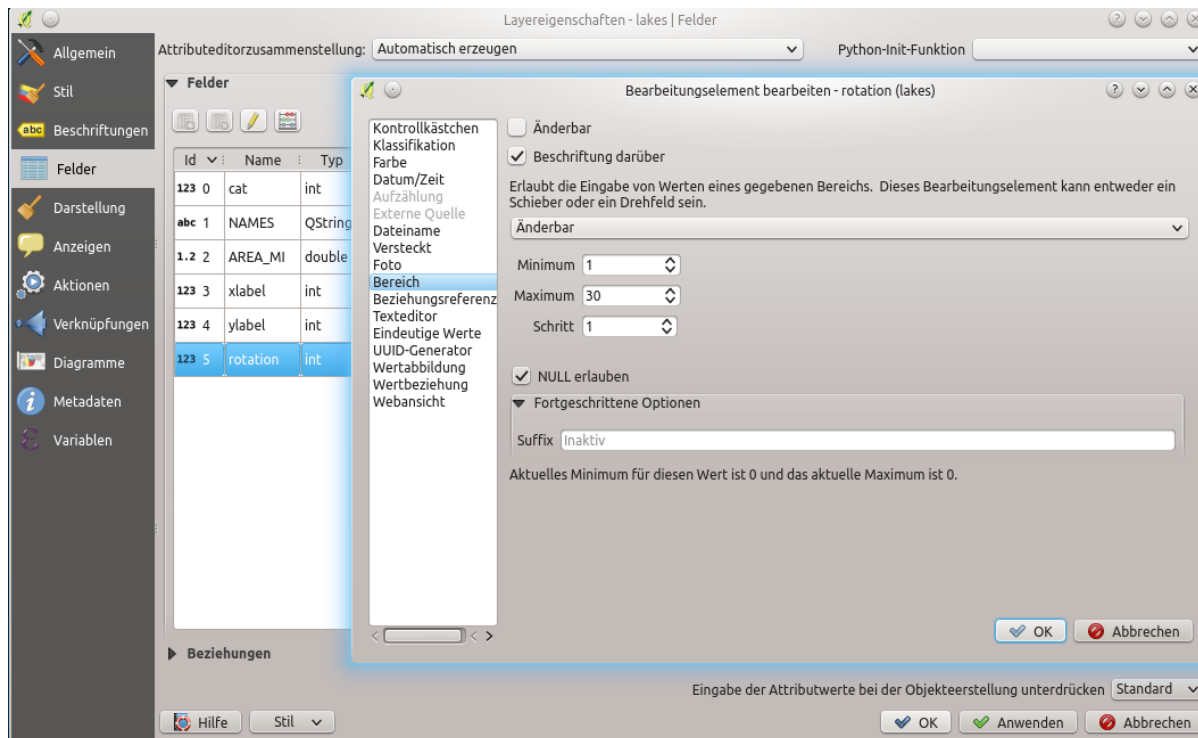 Layereigenschaften - lakes | Felder
Allgemein
Stil
Beschriftungen
Felder
Darstellung
Anzeigen
Aktionen
Verknüpfungen
Diagramme
Metadaten
Variablen
Attributeditorzusammenstellung: Automatisch erzeugen
Python-Init-Funktion
Felder
Id Name Typ
123 0 cat int
abc 1 NAMES QString
1.2 2 AREA_MI double
123 3 xlabel int
123 4 ylabel int
123 5 rotation int
Beziehungen
Bearbeitungselement bearbeiten - rotation (lakes)
Kontrollkästchen
Klassifikation
Farbe
Datum/Zeit
Aufzählung
Externe Quelle
Dateiname
Versteckt
Foto
Bereich
Beziehungsreferenz
Texteditor
Eindeutige Werte
UUID-Generator
Wertabbildung
Wertbeziehung
Webansicht
Änderbar
Beschriftung darüber
Erlaubt die Eingabe von Werten eines gegebenen Bereichs. Dieses Bearbeitungselement kann entweder ein
Schieber oder ein Drehfeld sein.
Änderbar
Minimum 1
Maximum 30
Schritt 1
NULL erlauben
Fortgeschrittene Optionen
Suffix Inaktiv
Aktuelles Minimum für diesen Wert ist 0 und das aktuelle Maximum ist 0.
OK Abbrechen
Eingabe der Attributwerte bei der Objekteerstellung unterdrücken Standard
Hilfe Stil OK Anwenden Abbrechen